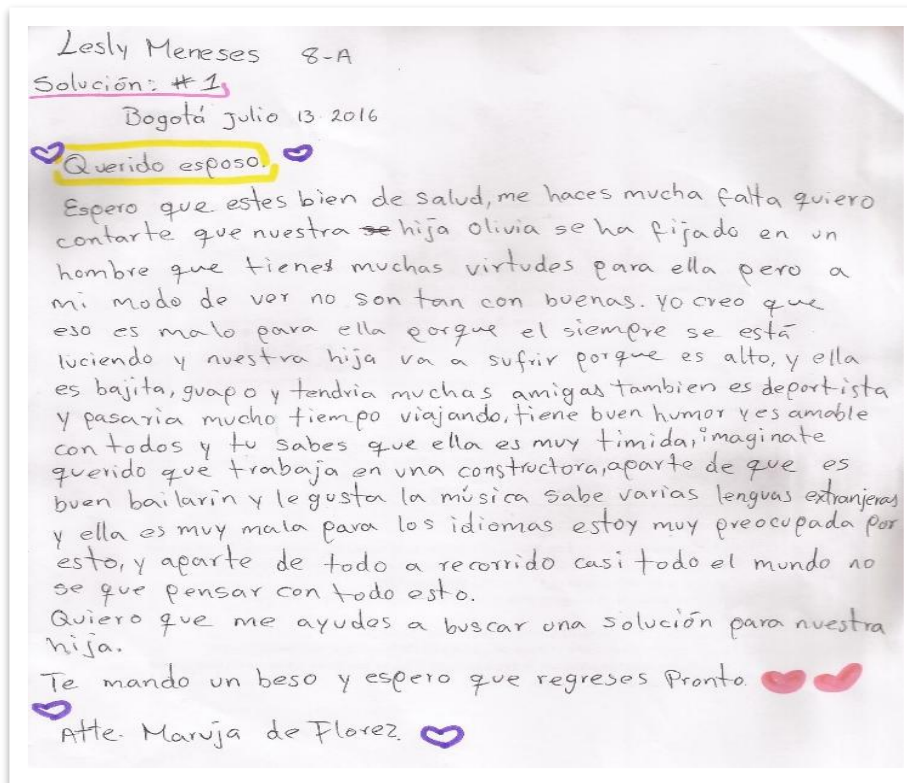 Lesly Meneses 8-A
Solución: #1
Bogotá Julio 13 2016
Querido esposo.
Espero que estes bien de salud, me haces mucha falta quiero
contarte que nuestra se hija Olivia se ha fijado en un
hombre que tienes muchas virtudes para ella pero a
mi modo de ver no son tan con buenas. yo creo que
eso es malo para ella porque el siempre se está
luciendo y nuestra hija va a sufrir porque es alto, y ella
es bajita, guapo y tendria muchas amigas tambien es deportista
y pasaria mucho tiempo viajando, tiene buen humor y es amable
con todos y tu sabes que ella es muy timida, imaginate
querido que trabaja en una constructora, aparte de que es
buen bailarin y le gusta la música sabe varias lenguas extranjeras
y ella es muy mala para los idiomas estoy muy preocupada por
esto, y aparte de todo a recorrido casi todo el mundo no
se que pensar con todo esto.
Quiero que me ayudes a buscar una solución para nuestra
hija.
Te mando un beso y espero que regreses Pronto.
Atte. Maruja de Florez.